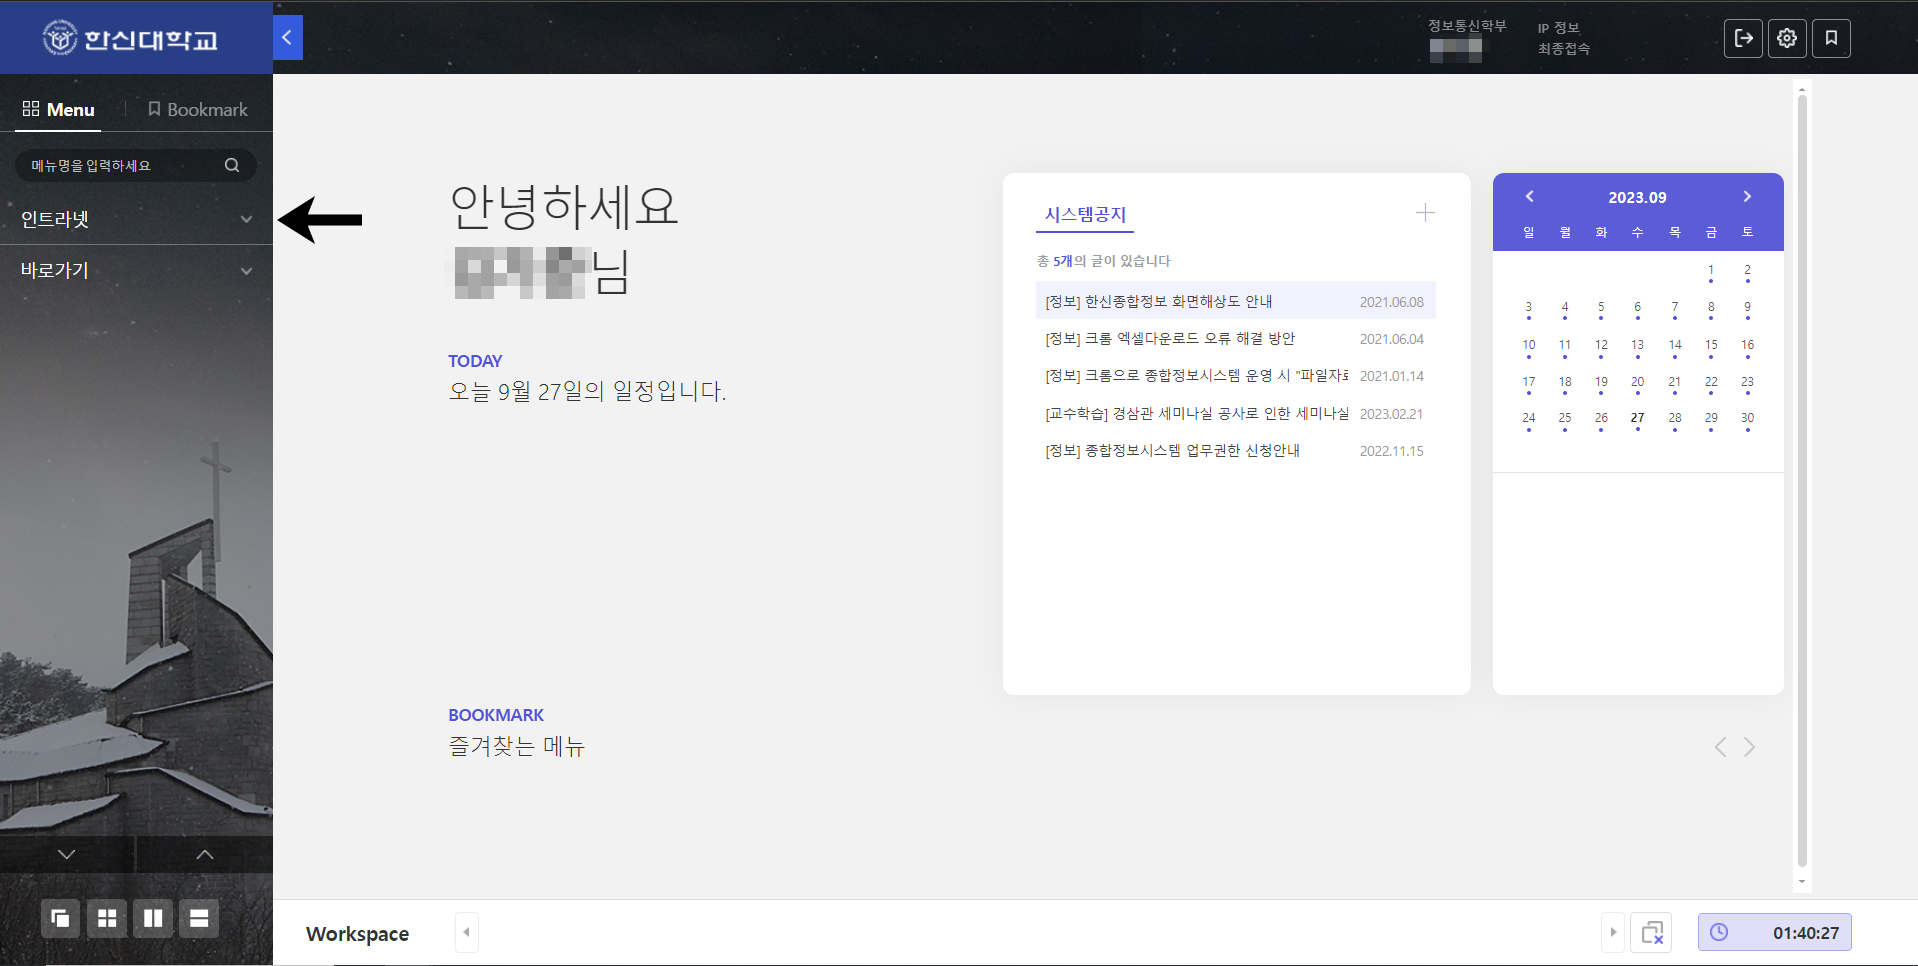 한신대학교
정보통신학부
IP 정보
최종접속
Menu
Bookmark
메뉴명을 입력하세요
인트라넷
바로가기
안녕하세요
님
TODAY
오늘 9월 27일의 일정입니다.
BOOKMARK
즐겨찾는 메뉴
시스템공지
총 5개의 글이 있습니다
[정보] 한신종합정보 화면해상도 안내 2021.06.08
[정보] 크롬 엑셀다운로드 오류 해결 방안 2021.06.04
[정보] 크롬으로 종합정보시스템 운영 시 "파일자료 2021.01.14
[교수학습] 경삼관 세미나실 공사로 인한 세미나실 2023.02.21
[정보] 종합정보시스템 업무권한 신청안내 2022.11.15
2023.09
일 월 화 수 목 금 토
1 2
3 4 5 6 7 8 9
10 11 12 13 14 15 16
17 18 19 20 21 22 23
24 25 26 27 28 29 30
Workspace
01:40:27